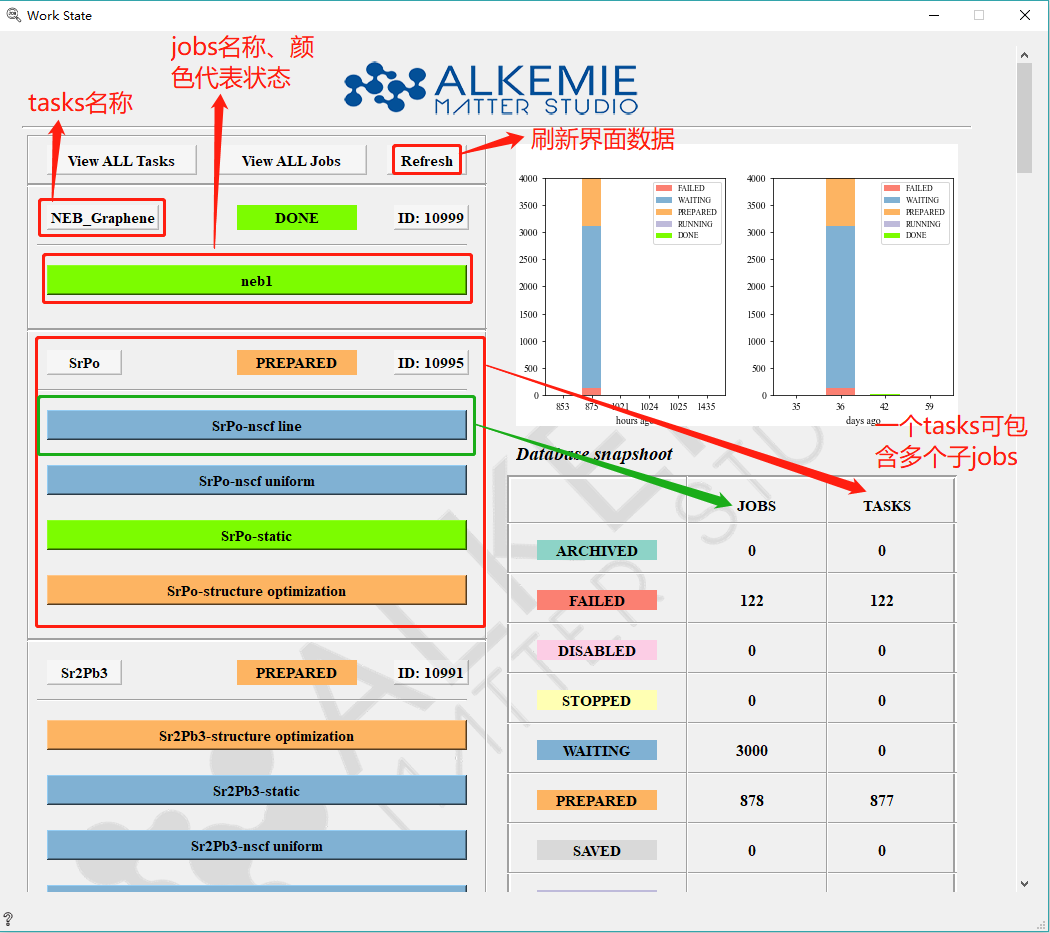 Work State
jobs名称、颜
色代表状态
tasks名称
ALKEMIE
MATTER STUDIO
刷新界面数据
View ALL Tasks
View ALL Jobs
Refresh
NEB_Graphene
DONE
ID: 10999
neb1
SrPo
PREPARED
ID: 10995
SrPo-nscf line
SrPo-nscf uniform
SrPo-static
SrPo-structure optimization
Sr2Pb3
PREPARED
ID: 10991
Sr2Pb3-structure optimization
Sr2Pb3-static
Sr2Pb3-nscf uniform
4000
3500
3000
2500
2000
1500
1000
500
0
FAILED
WAITING
PREPARED
RUNNING
DONE
853 875 1021 1024 1025 1435
hours ago
4000
3500
3000
2500
2000
1500
1000
500
0
FAILED
WAITING
PREPARED
RUNNING
DONE
35 36 42 59
days ago
一个tasks可包
含多个子jobs
Database snapshoot
JOBS TASKS
ARCHIVED 0 0
FAILED 122 122
DISABLED 0 0
STOPPED 0 0
WAITING 3000 0
PREPARED 878 877
SAVED 0 0